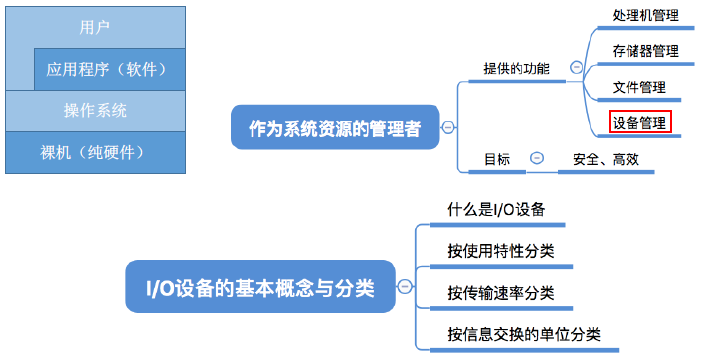 用户
应用程序（软件）
操作系统
裸机（纯硬件）
作为系统资源的管理者
提供的功能
处理机管理
存储器管理
文件管理
设备管理
目标
安全、高效
I/O设备的基本概念与分类
什么是I/O设备
按使用特性分类
按传输速率分类
按信息交换的单位分类